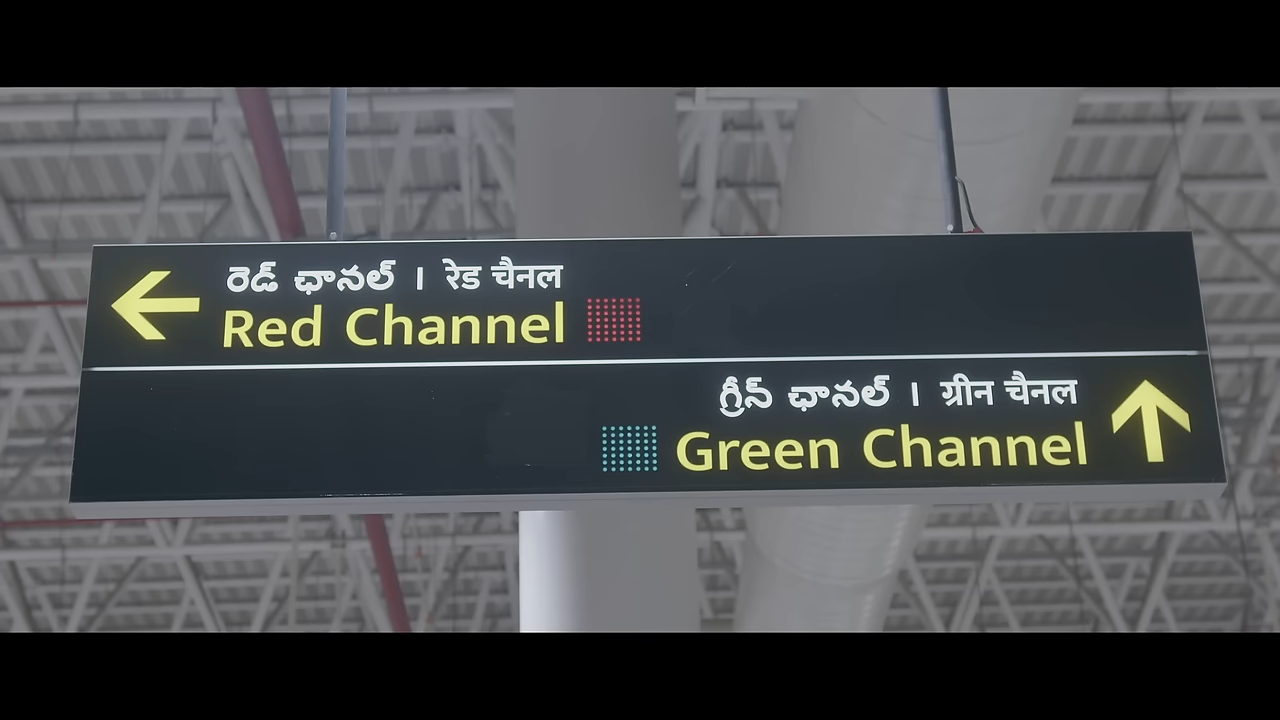 రెడ్ ఛానల్ | रेड चैनल
Red Channel
గ్రీన్ ఛానల్ | ग्रीन चैनल
Green Channel